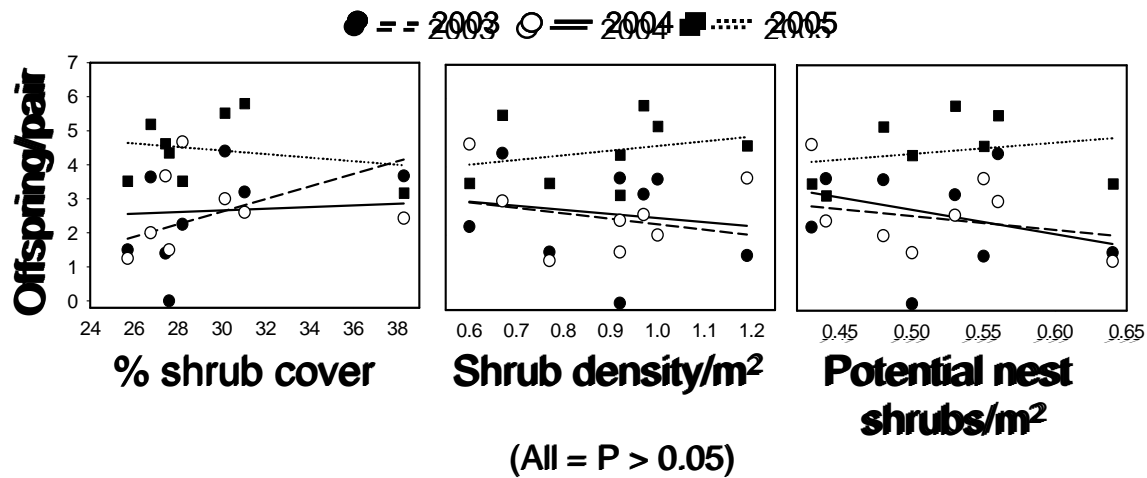 2003 2004 2005
Offspring/pair
7
6
5
4
3
2
1
0
24 26 28 30 32 34 36 38
0.6 0.7 0.8 0.9 1.0 1.1 1.2
0.45 0.50 0.55 0.60 0.65
% shrub cover
Shrub density/m²
Potential nest
shrubs/m²
(All = P > 0.05)